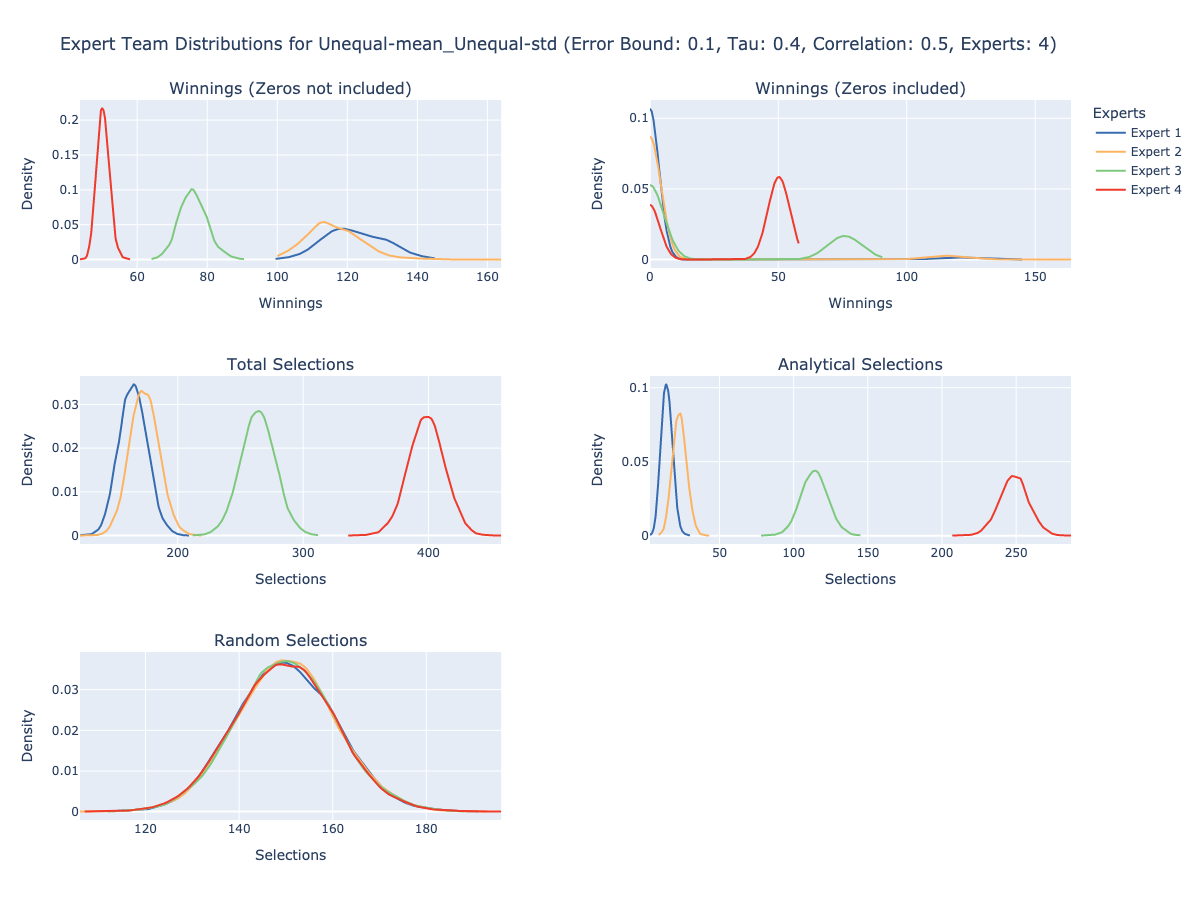 Expert Team Distributions for Unequal-mean_Unequal-std (Error Bound: 0.1, Tau: 0.4, Correlation: 0.5, Experts: 4)
Winnings (Zeros not included)
0.2
0.15
0.1
0.05
0
Density
60 80 100 120 140 160
Winnings
Winnings (Zeros included)
0.1
0.05
0
Density
0 50 100 150
Winnings
Experts
Expert 1
Expert 2
Expert 3
Expert 4
Total Selections
0.03
0.02
0.01
0
Density
200 300 400
Selections
Analytical Selections
0.1
0.05
0
Density
50 100 150 200 250
Selections
Random Selections
0.03
0.02
0.01
0
Density
120 140 160 180
Selections